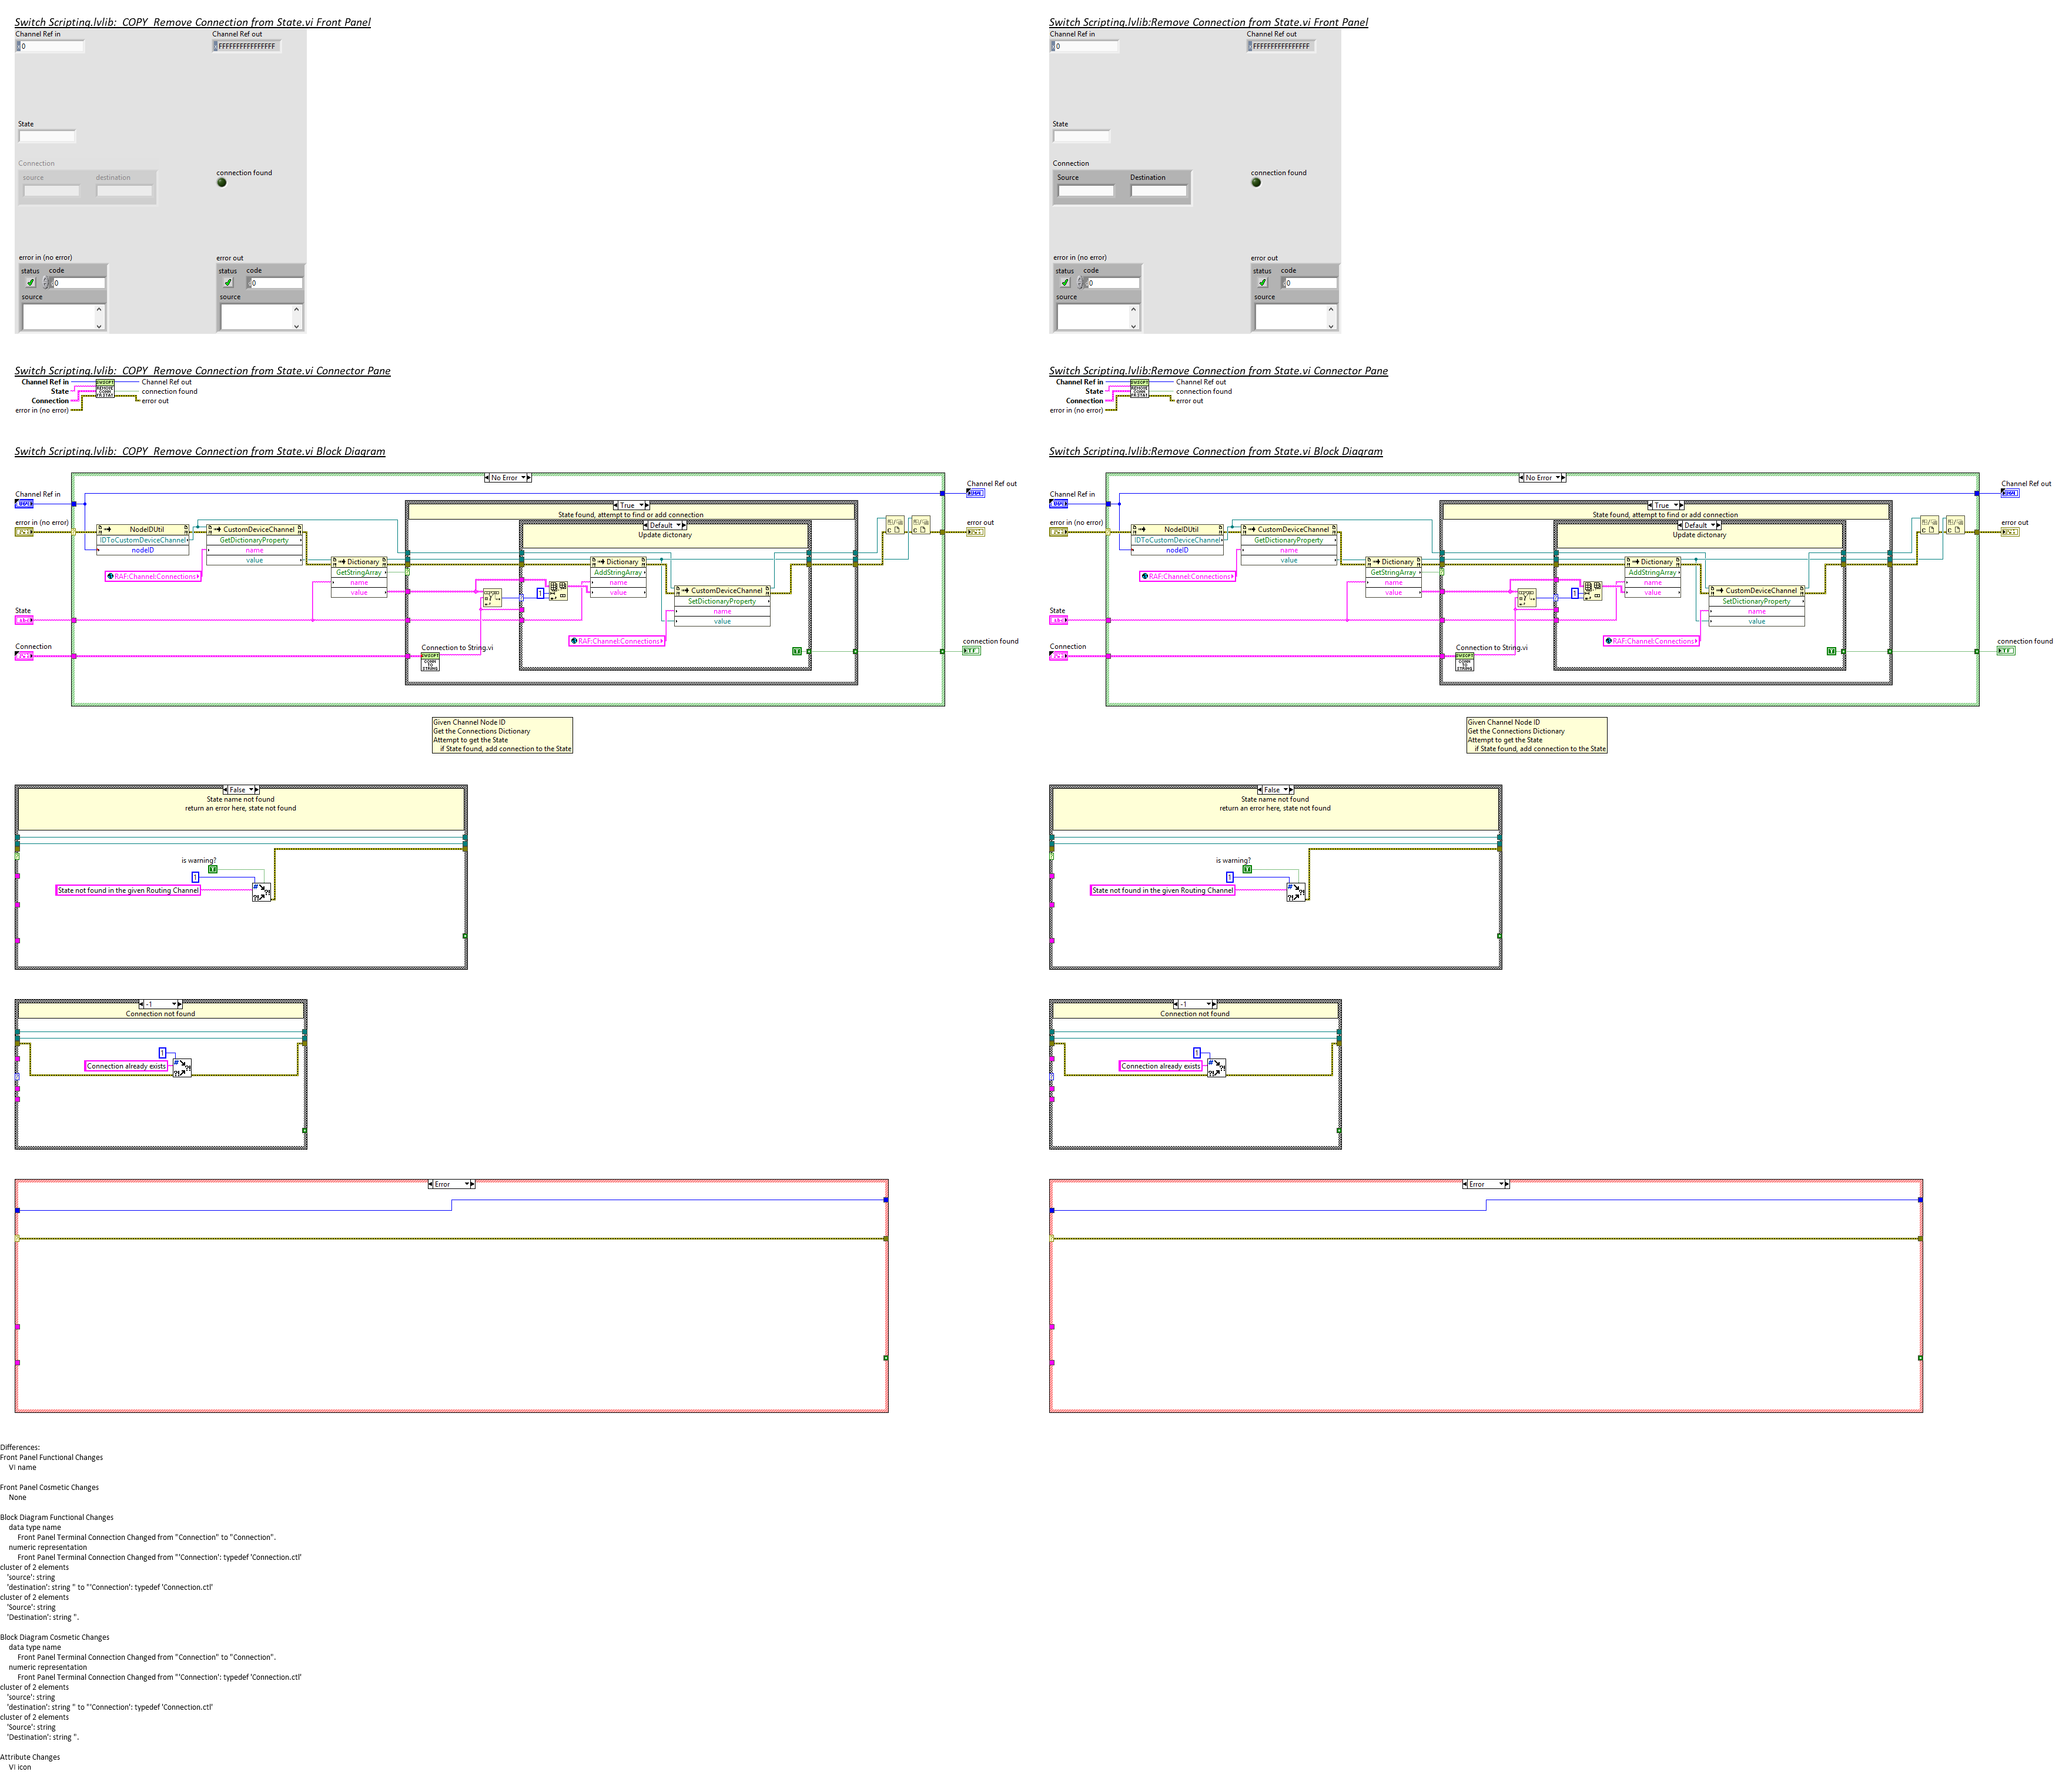 Switch Scripting.lvlib:  COPY  Remove Connection from State.vi Front Panel
Channel Ref in
Channel Ref out
0
FFFFFFFFFFFFFFFF
State
Connection
source
destination
connection found
error in (no error)
error out
status
code
status
code
0
0
source
source
Switch Scripting.lvlib:  COPY  Remove Connection from State.vi Connector Pane
Channel Ref in
Channel Ref out
State
connection found
Connection
error out
error in (no error)
Switch Scripting.lvlib:  COPY  Remove Connection from State.vi Block Diagram
No Error
Channel Ref in
Channel Ref out
True
State found, attempt to find or add connection
Default
Update dictonary
error in (no error)
error out
NodeIDUtil
IDToCustomDeviceChannel
nodeID
CustomDeviceChannel
GetDictionaryProperty
name
value
RAF:Channel:Connections
Dictionary
GetStringArray
name
value
1
Dictionary
AddStringArray
name
value
CustomDeviceChannel
SetDictionaryProperty
name
value
RAF:Channel:Connections
State
Connection
Connection to String.vi
CONN
TO
STRING
connection found
Given Channel Node ID
Get the Connections Dictionary
Attempt to get the State
if State found, add connection to the State
False
State name not found
return an error here, state not found
is warning?
1
State not found in the given Routing Channel
-1
Connection not found
1
Connection already exists
Error
Switch Scripting.lvlib:Remove Connection from State.vi Front Panel
Channel Ref in
Channel Ref out
0
FFFFFFFFFFFFFFFF
State
Connection
Source
Destination
connection found
error in (no error)
error out
status
code
status
code
0
0
source
source
Switch Scripting.lvlib:Remove Connection from State.vi Connector Pane
Channel Ref in
Channel Ref out
State
connection found
Connection
error out
error in (no error)
Switch Scripting.lvlib:Remove Connection from State.vi Block Diagram
No Error
Channel Ref in
Channel Ref out
True
State found, attempt to find or add connection
Default
Update dictonary
error in (no error)
error out
NodeIDUtil
IDToCustomDeviceChannel
nodeID
CustomDeviceChannel
GetDictionaryProperty
name
value
RAF:Channel:Connections
Dictionary
GetStringArray
name
value
1
Dictionary
AddStringArray
name
value
CustomDeviceChannel
SetDictionaryProperty
name
value
RAF:Channel:Connections
State
Connection
Connection to String.vi
CONN
TO
STRING
connection found
Given Channel Node ID
Get the Connections Dictionary
Attempt to get the State
if State found, add connection to the State
False
State name not found
return an error here, state not found
is warning?
1
State not found in the given Routing Channel
-1
Connection not found
1
Connection already exists
Error
Differences:
Front Panel Functional Changes
VI name
Front Panel Cosmetic Changes
None
Block Diagram Functional Changes
data type name
Front Panel Terminal Connection Changed from "Connection" to "Connection".
numeric representation
Front Panel Terminal Connection Changed from "'Connection': typedef 'Connection.ctl'
cluster of 2 elements
'source': string
'destination': string " to "'Connection': typedef 'Connection.ctl'
cluster of 2 elements
'Source': string
'Destination': string ".
Block Diagram Cosmetic Changes
data type name
Front Panel Terminal Connection Changed from "Connection" to "Connection".
numeric representation
Front Panel Terminal Connection Changed from "'Connection': typedef 'Connection.ctl'
cluster of 2 elements
'source': string
'destination': string " to "'Connection': typedef 'Connection.ctl'
cluster of 2 elements
'Source': string
'Destination': string ".
Attribute Changes
VI icon